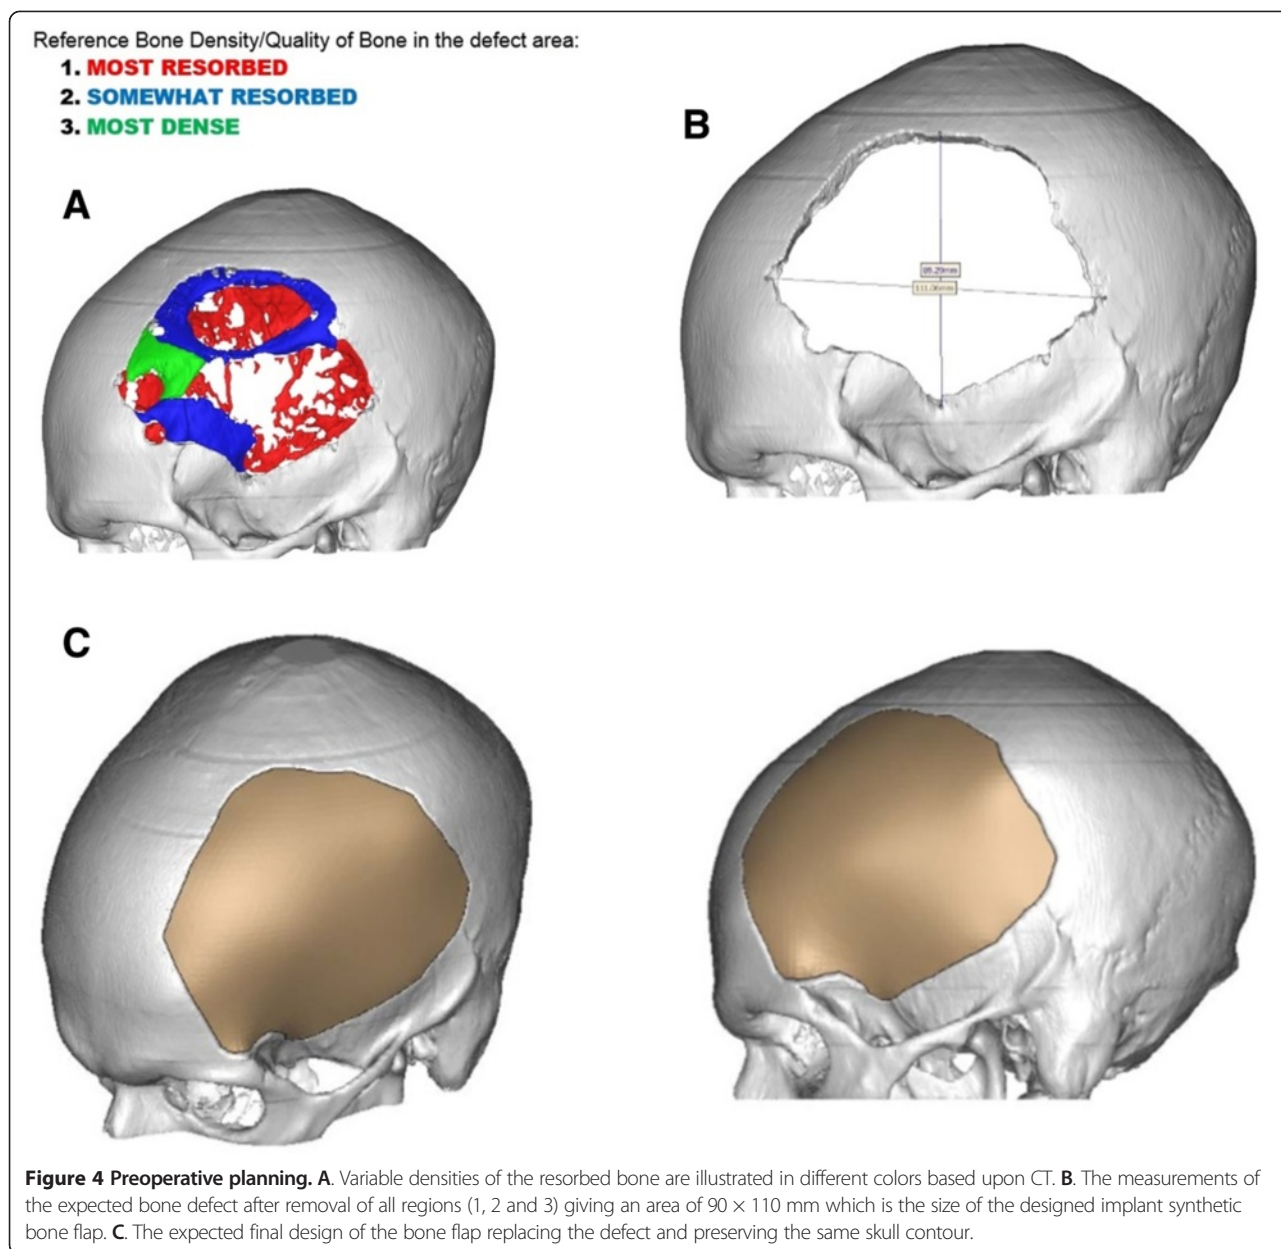 Reference Bone Density/Quality of Bone in the defect area:
1. MOST RESORBED
2. SOMEWHAT RESORBED
3. MOST DENSE
A
B
111.06mm
C
Figure 4 Preoperative planning. A. Variable densities of the resorbed bone are illustrated in different colors based upon CT. B. The measurements of
the expected bone defect after removal of all regions (1, 2 and 3) giving an area of 90 × 110 mm which is the size of the designed implant synthetic
bone flap. C. The expected final design of the bone flap replacing the defect and preserving the same skull contour.